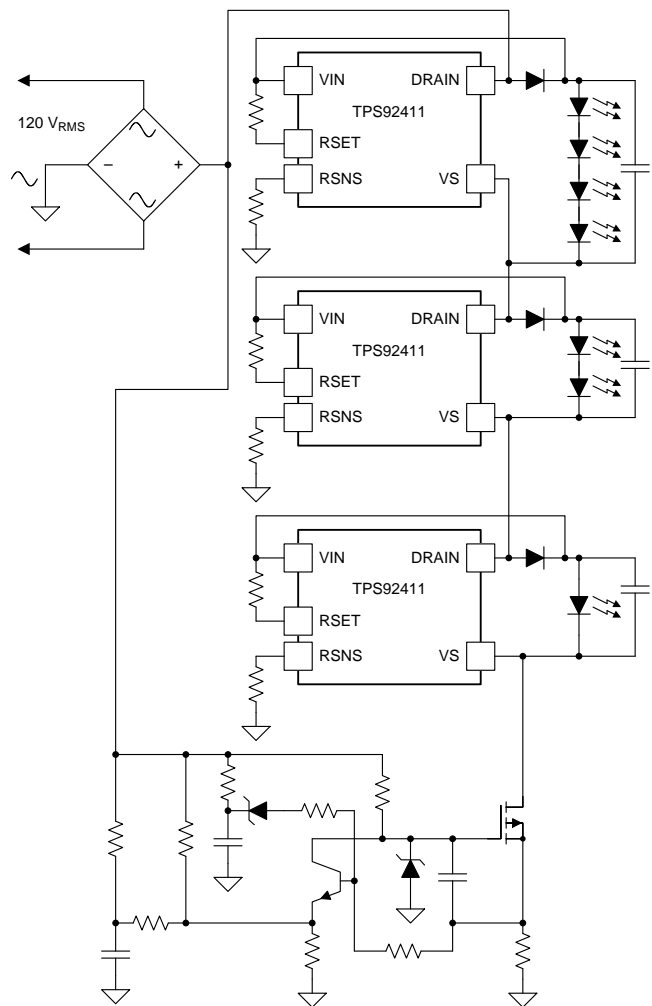 VIN DRAIN
TPS92411
RSET
RSNS VS
120 VRMS
− +
VIN DRAIN
TPS92411
RSET
RSNS VS
VIN DRAIN
TPS92411
RSET
RSNS VS